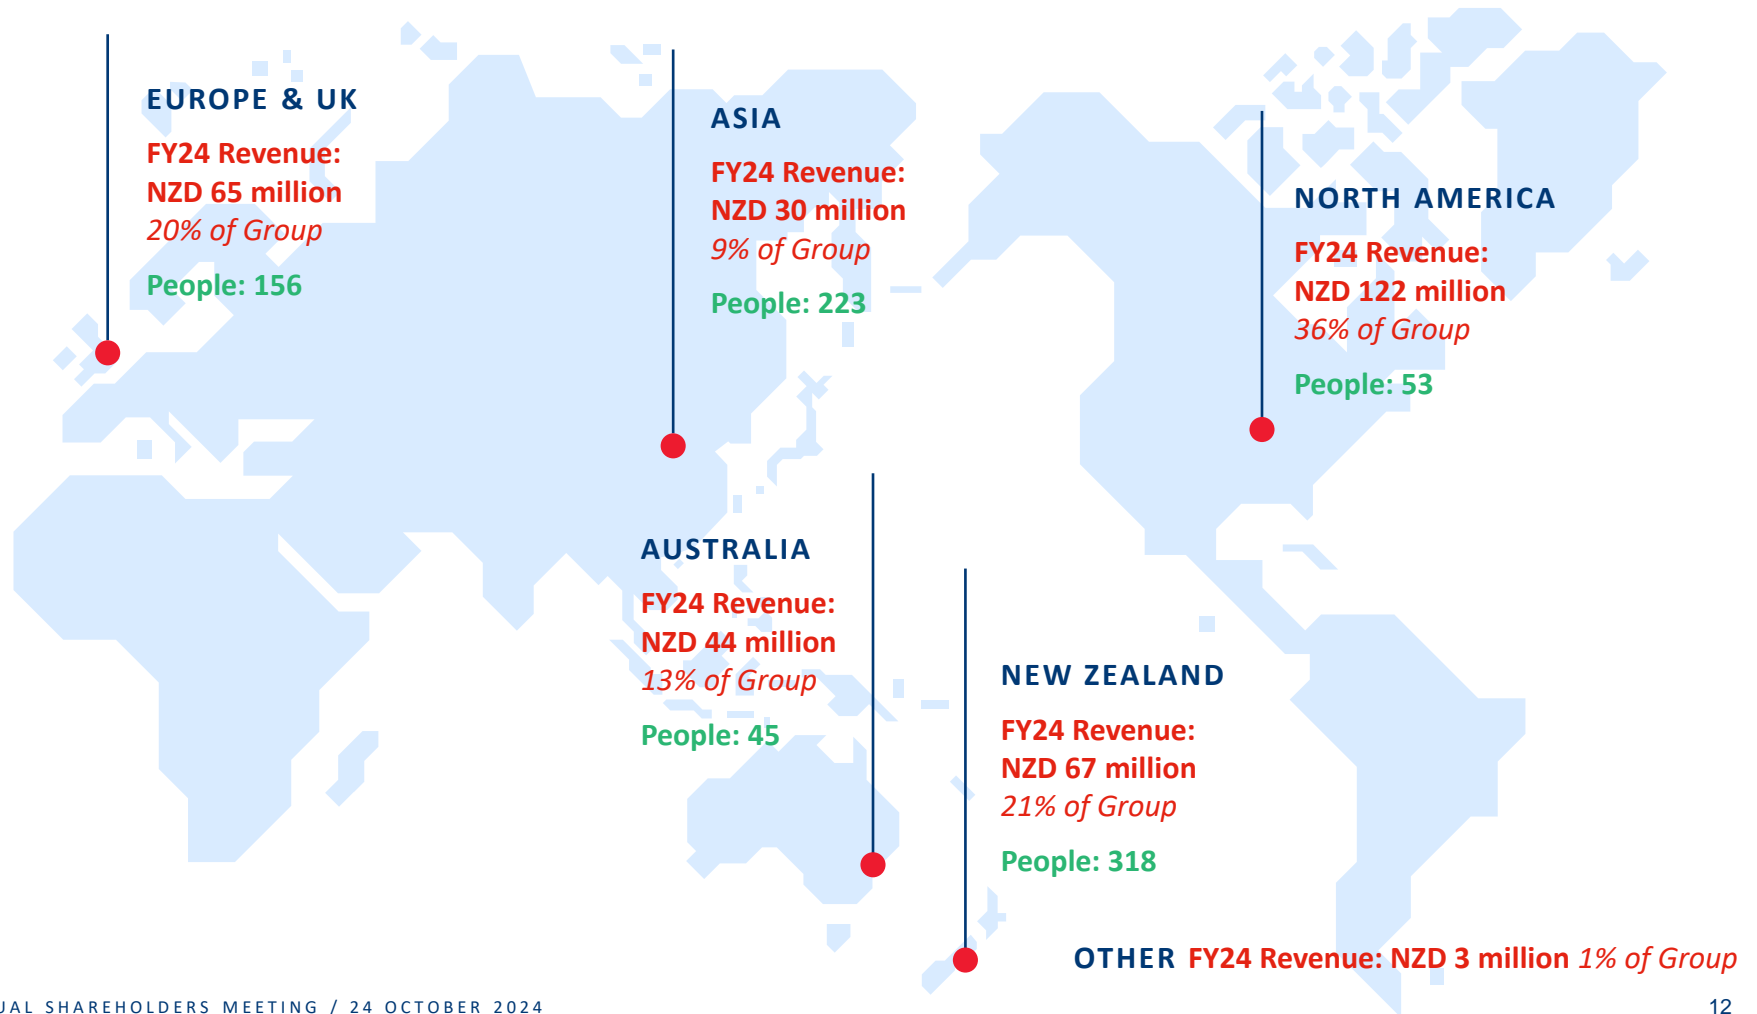 EUROPE & UK
FY24 Revenue:
NZD 65 million
20% of Group
People: 156
ASIA
FY24 Revenue:
NZD 30 million
9% of Group
People: 223
NORTH AMERICA
FY24 Revenue:
NZD 122 million
36% of Group
People: 53
AUSTRALIA
FY24 Revenue:
NZD 44 million
13% of Group
People: 45
NEW ZEALAND
FY24 Revenue:
NZD 67 million
21% of Group
People: 318
OTHER FY24 Revenue: NZD 3 million 1% of Group
UAL SHAREHOLDERS MEETING / 24 OCTOBER 2024
12